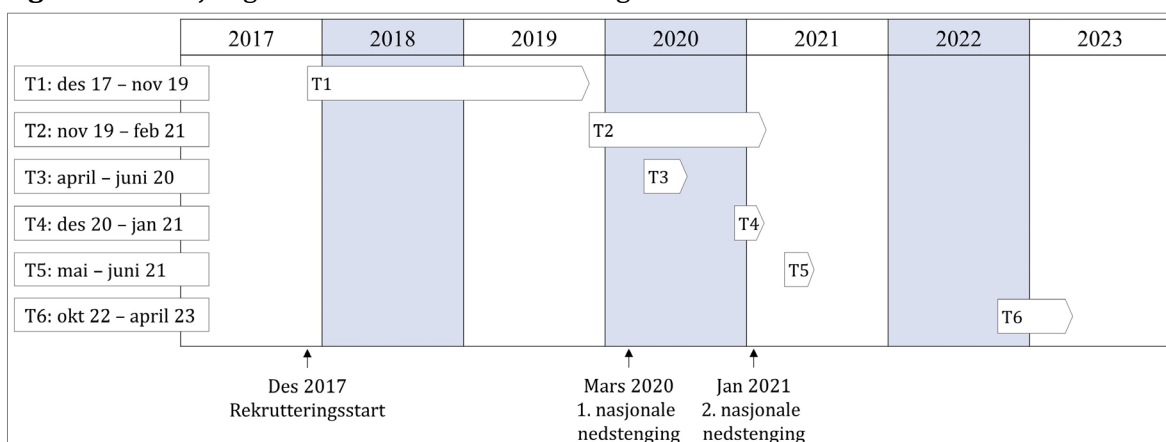 2017 2018 2019 2020 2021 2022 2023
T1: des 17 – nov 19 T1
T2: nov 19 – feb 21 T2
T3: april – juni 20 T3
T4: des 20 – jan 21 T4
T5: mai – juni 21 T5
T6: okt 22 – april 23 T6
Des 2017
Rekrutteringsstart
Mars 2020
1. nasjonale
nedstenging
Jan 2021
2. nasjonale
nedstenging